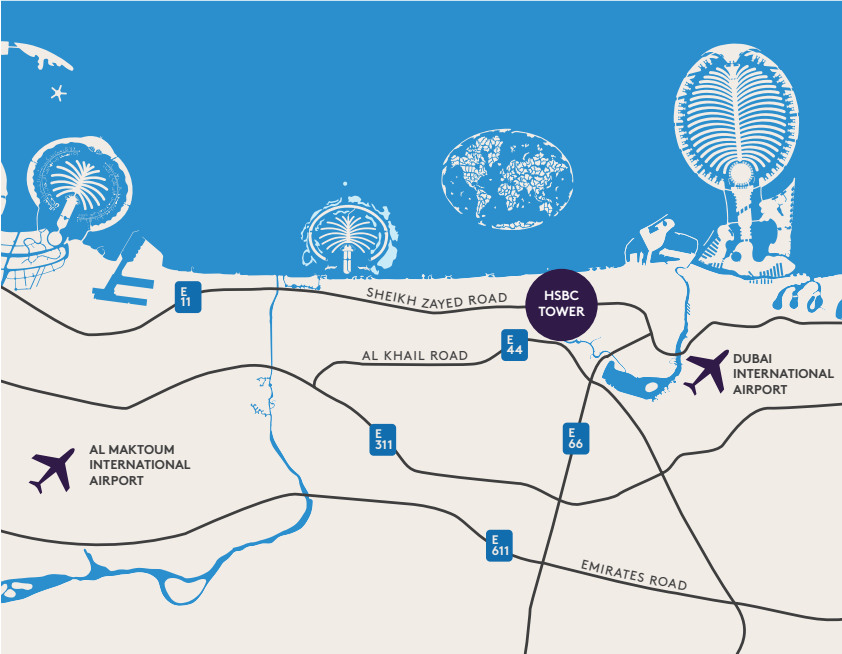 E
11
SHEIKH ZAYED ROAD
HSBC
TOWER
AL KHAIL ROAD
E
44
DUBAI
INTERNATIONAL
AIRPORT
E
311
E
66
AL MAKTOUM
INTERNATIONAL
AIRPORT
E
611
EMIRATES ROAD